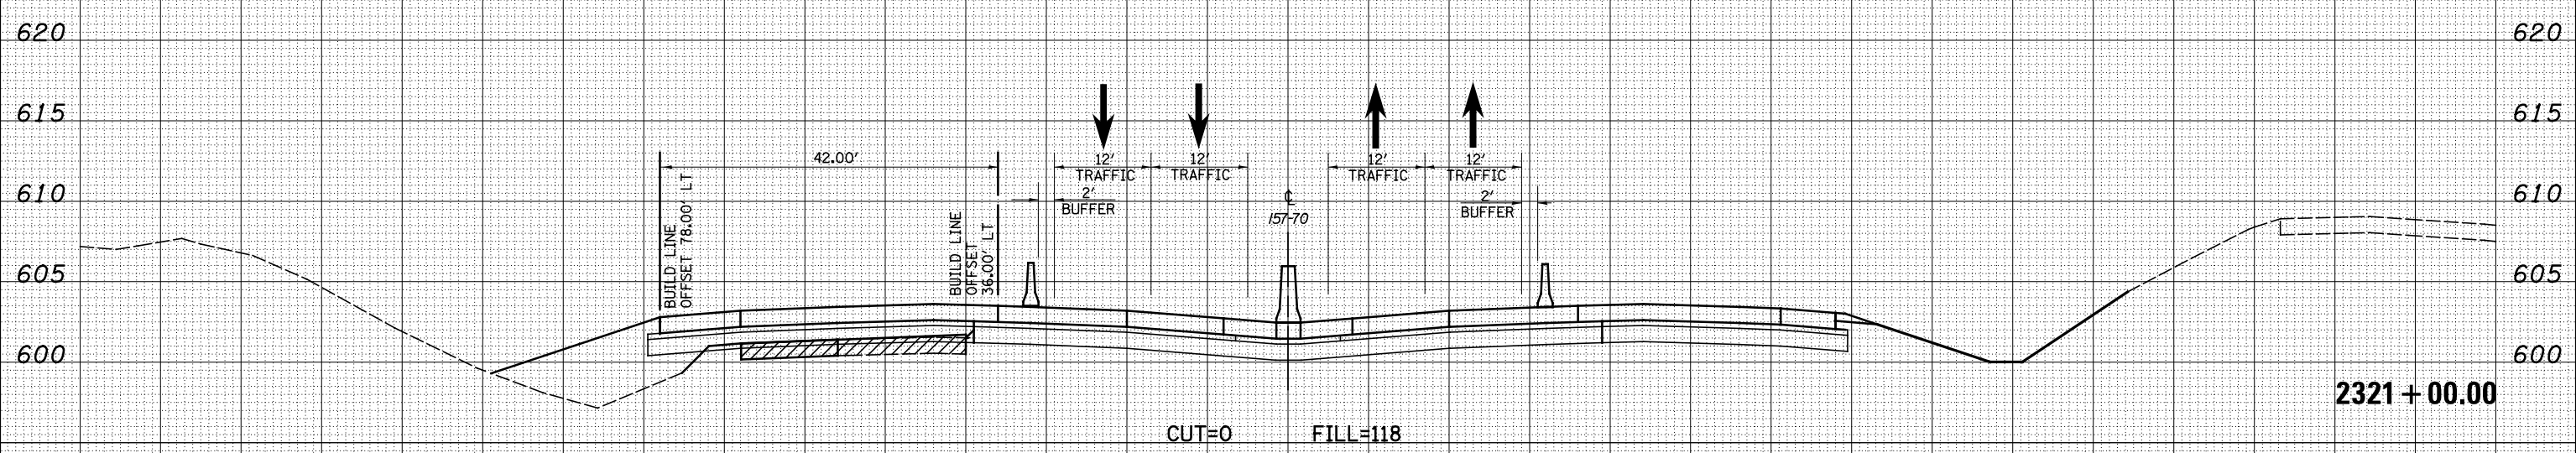 620
620
615
615
42.00'
12'
TRAFFIC
12'
TRAFFIC
12'
TRAFFIC
12'
TRAFFIC
610
2'
BUFFER
℄
157-70
2'
BUFFER
610
BUILD LINE
OFFSET 78.00' LT
BUILD LINE
OFFSET
36.00' LT
605
605
600
600
2321+00.00
CUT=0 FILL=118